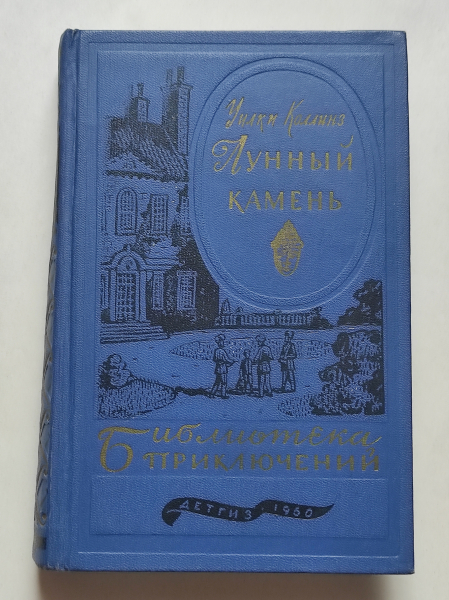 Уилки Коллинз
Лунный
камень
Библиотека
приключений
ДЕТГИЗ · 1960